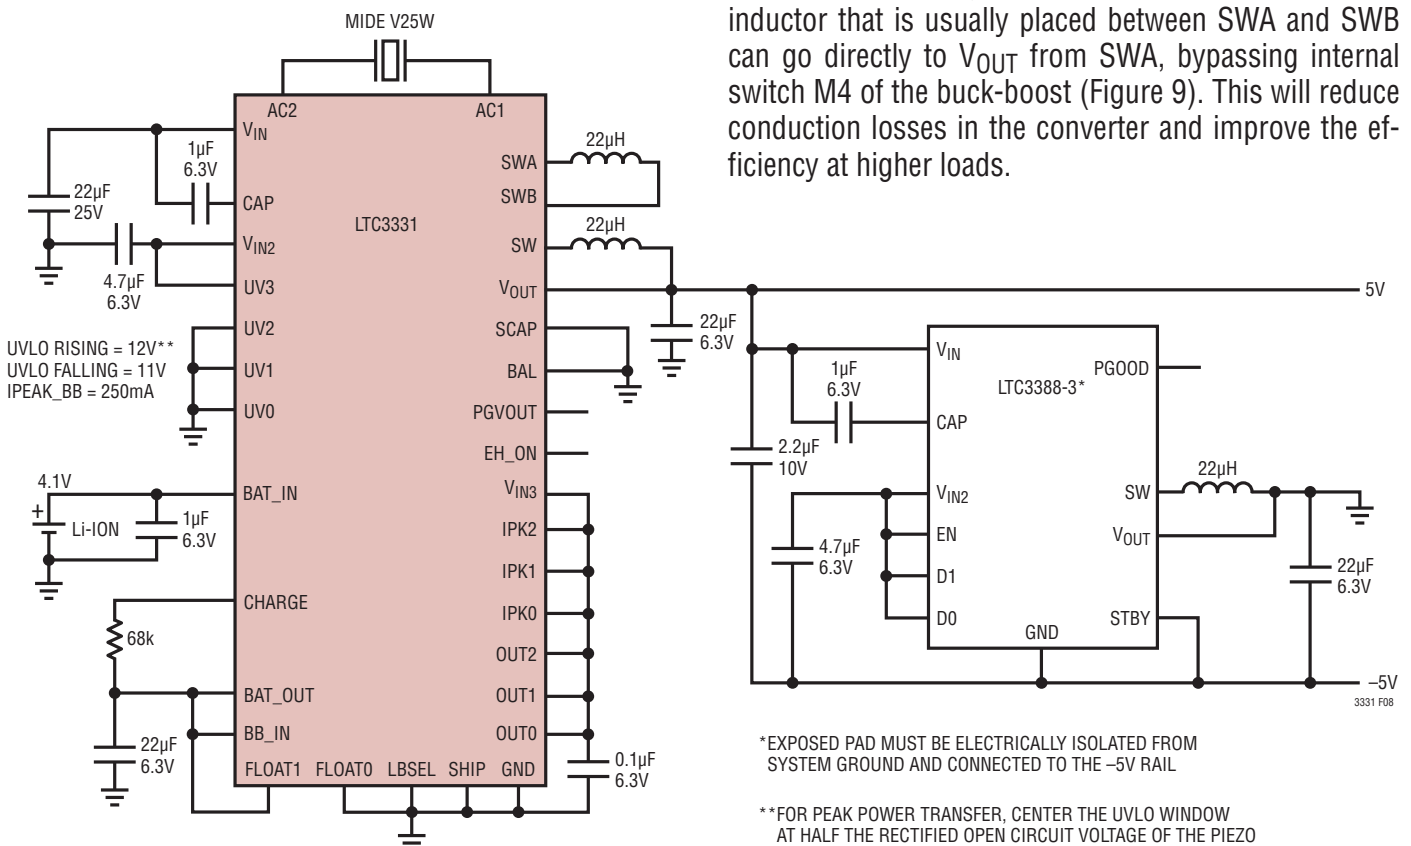 inductor that is usually placed between SWA and SWB
can go directly to VOUT from SWA, bypassing internal
switch M4 of the buck-boost (Figure 9). This will reduce
conduction losses in the converter and improve the ef-
ficiency at higher loads.
MIDE V25W
AC2
AC1
VIN
1µF
6.3V
22µF
25V
CAP
VIN2
4.7µF
6.3V
UV3
UV2
UV1
UV0
UVLO RISING = 12V**
UVLO FALLING = 11V
IPEAK_BB = 250mA
4.1V
+
Li-ION
1µF
6.3V
BAT_IN
CHARGE
68k
BAT_OUT
BB_IN
22µF
6.3V
FLOAT1
FLOAT0
LBSEL
SHIP
GND
LTC3331
SWA
22µH
SWB
SW
22µH
VOUT
22µF
6.3V
SCAP
BAL
PGVOUT
EH_ON
VIN3
IPK2
IPK1
IPK0
OUT2
OUT1
OUT0
0.1µF
6.3V
5V
VIN
1µF
6.3V
CAP
2.2µF
10V
VIN2
EN
4.7µF
6.3V
D1
D0
GND
LTC3388-3*
PGOOD
SW
22µH
VOUT
22µF
6.3V
STBY
–5V
3331 F08
*EXPOSED PAD MUST BE ELECTRICALLY ISOLATED FROM
SYSTEM GROUND AND CONNECTED TO THE –5V RAIL
**FOR PEAK POWER TRANSFER, CENTER THE UVLO WINDOW
AT HALF THE RECTIFIED OPEN CIRCUIT VOLTAGE OF THE PIEZO